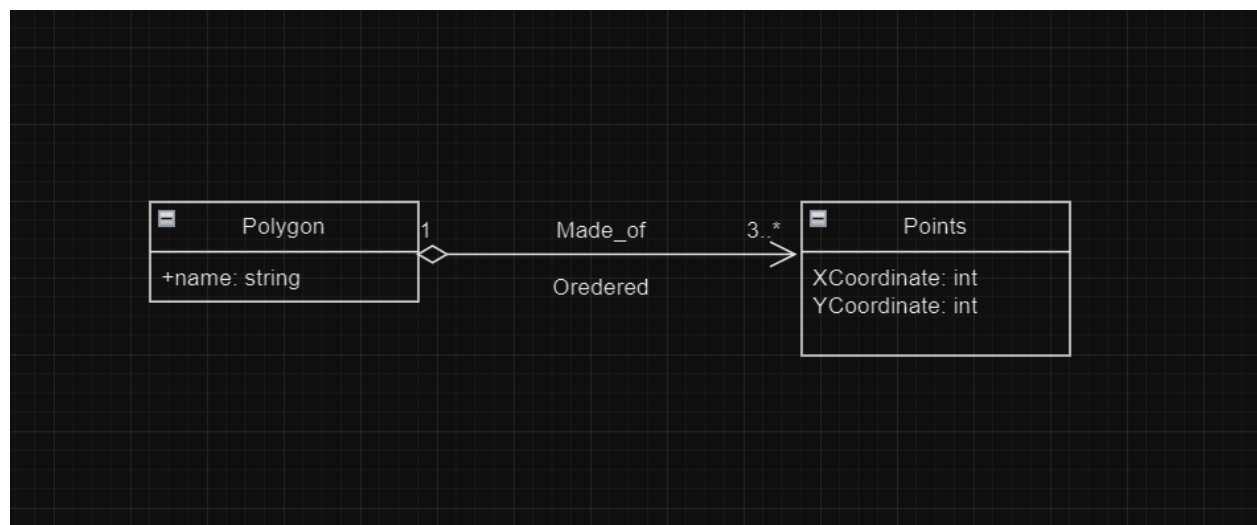 Polygon
+name: string
1
Made_of
3..*
Oredered
Points
XCoordinate: int
YCoordinate: int